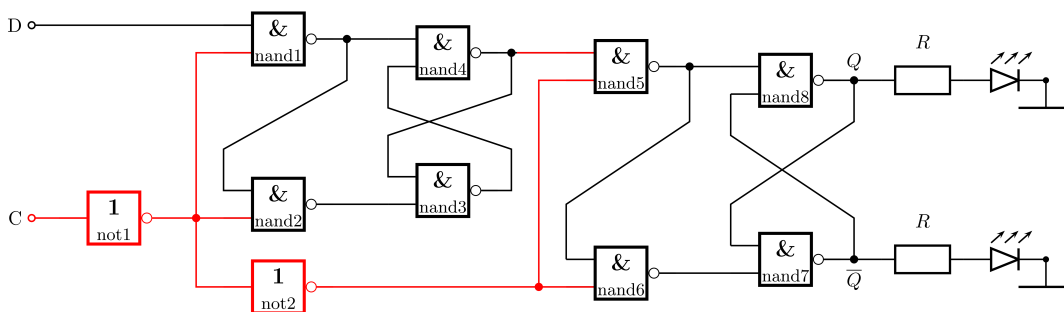 D
&
nand1
&
nand4
&
nand5
&
nand8
Q
R
&
nand2
&
nand3
C
1
not1
1
not2
&
nand6
&
nand7
Q̅
R